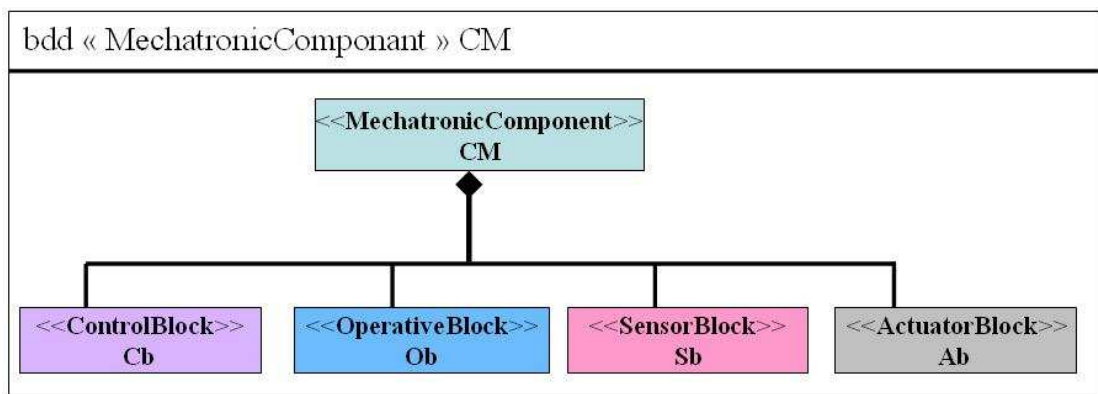 bdd « MechatronicComponant » CM
<<MechatronicComponent>>
CM
<<ControlBlock>>
Cb
<<OperativeBlock>>
Ob
<<SensorBlock>>
Sb
<<ActuatorBlock>>
Ab